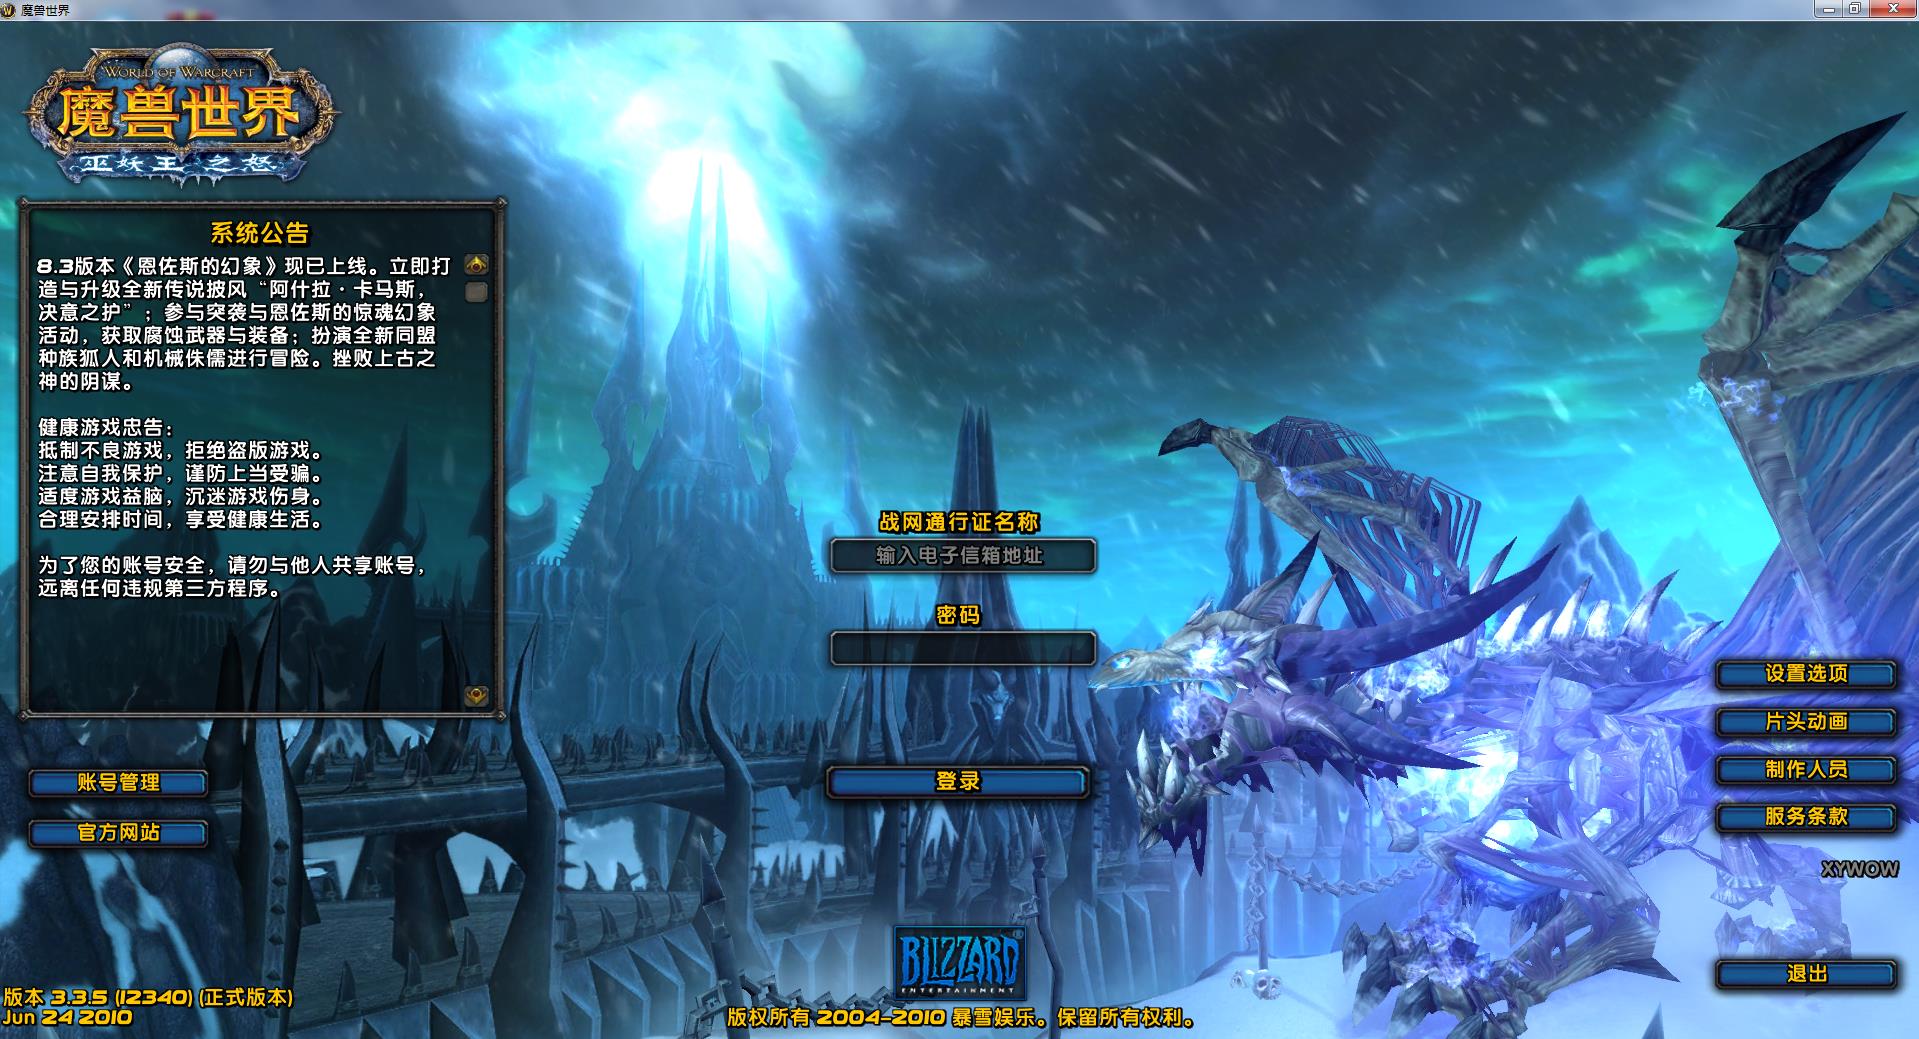 魔兽世界
WORLD OF WARCRAFT
魔兽世界
巫妖王之怒
系统公告
8.3版本《恩佐斯的幻象》现已上线。立即打
造与升级全新传说披风“阿什拉·卡马斯，
决意之护”；参与突袭与恩佐斯的惊魂幻象
活动，获取腐蚀武器与装备；扮演全新同盟
种族狐人和机械侏儒进行冒险。挫败上古之
神的阴谋。
健康游戏忠告：
抵制不良游戏，拒绝盗版游戏。
注意自我保护，谨防上当受骗。
适度游戏益脑，沉迷游戏伤身。
合理安排时间，享受健康生活。
为了您的账号安全，请勿与他人共享账号，
远离任何违规第三方程序。
战网通行证名称
输入电子信箱地址
密码
登录
账号管理
官方网站
设置选项
片头动画
制作人员
服务条款
XYWOW
退出
BLIZZARD
ENTERTAINMENT
版本 3.3.5 (12340) (正式版本)
Jun 24 2010
版权所有 2004-2010 暴雪娱乐。保留所有权利。